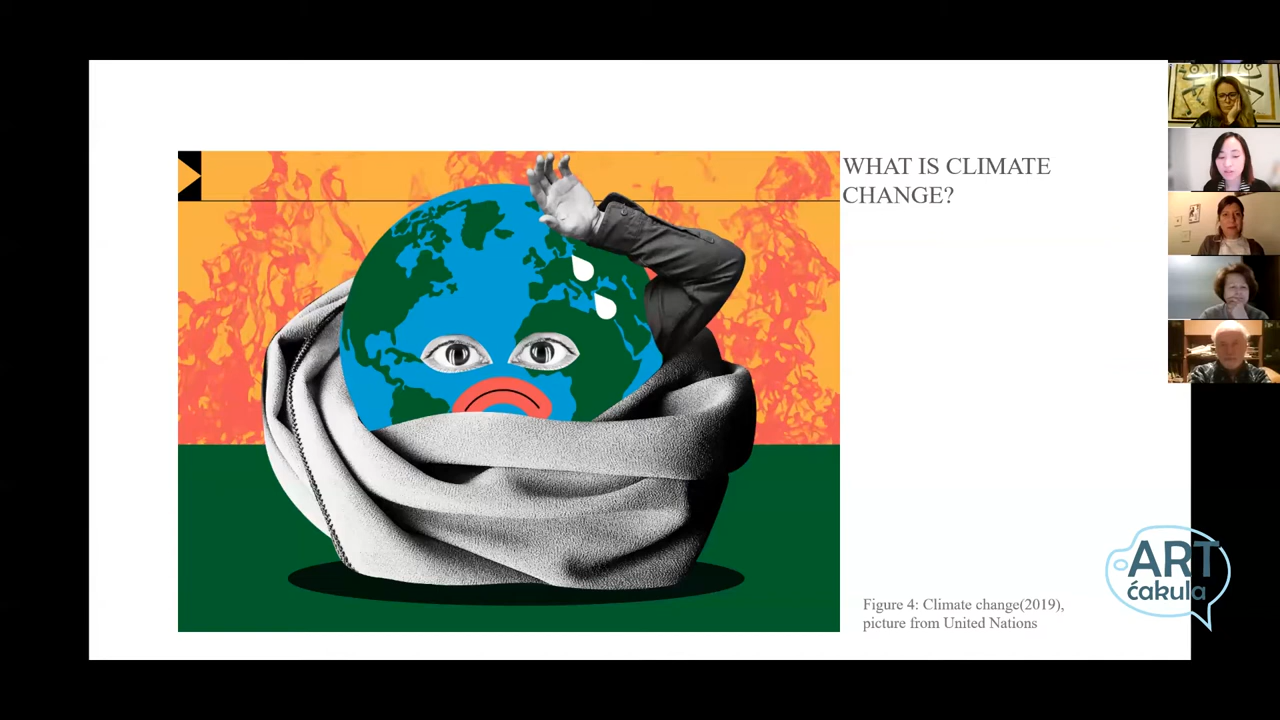 WHAT IS CLIMATE
CHANGE?
Figure 4: Climate change(2019),
picture from United Nations
ART
ćakula